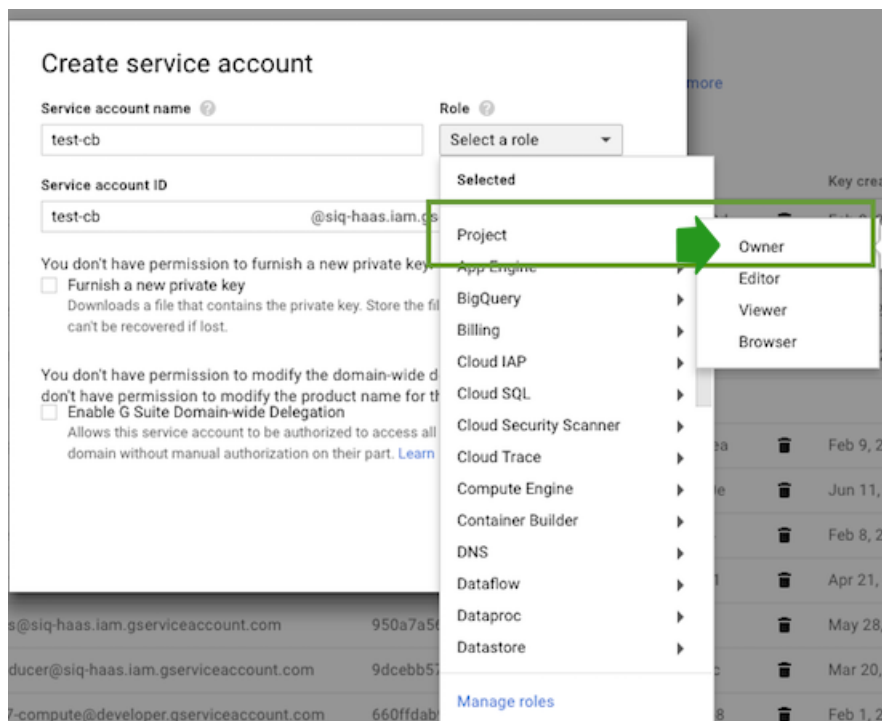 Create service account
more
Service account name
Role
test-cb
Select a role
Service account ID
Selected
Key crea
test-cb
@siq-haas.iam.gs
Project
Owner
You don't have permission to furnish a new private key.
App Engine
Editor
Furnish a new private key
Downloads a file that contains the private key. Store the fil
can't be recovered if lost.
BigQuery
Viewer
Billing
Browser
Cloud IAP
You don't have permission to modify the domain-wide d
don't have permission to modify the product name for th
Enable G Suite Domain-wide Delegation
Allows this service account to be authorized to access all
domain without manual authorization on their part. Learn
Cloud SQL
Cloud Security Scanner
ea
Feb 9, 2
Cloud Trace
Compute Engine
Jun 11,
Container Builder
Feb 8, 2
DNS
Dataflow
Apr 21,
Dataproc
s@siq-haas.iam.gserviceaccount.com
950a7a56
May 28,
Datastore
ducer@siq-haas.iam.gserviceaccount.com
9dcebb57
Mar 20,
Manage roles
7-compute@developer.gserviceaccount.com
660ffdab
8
Feb 1, 2